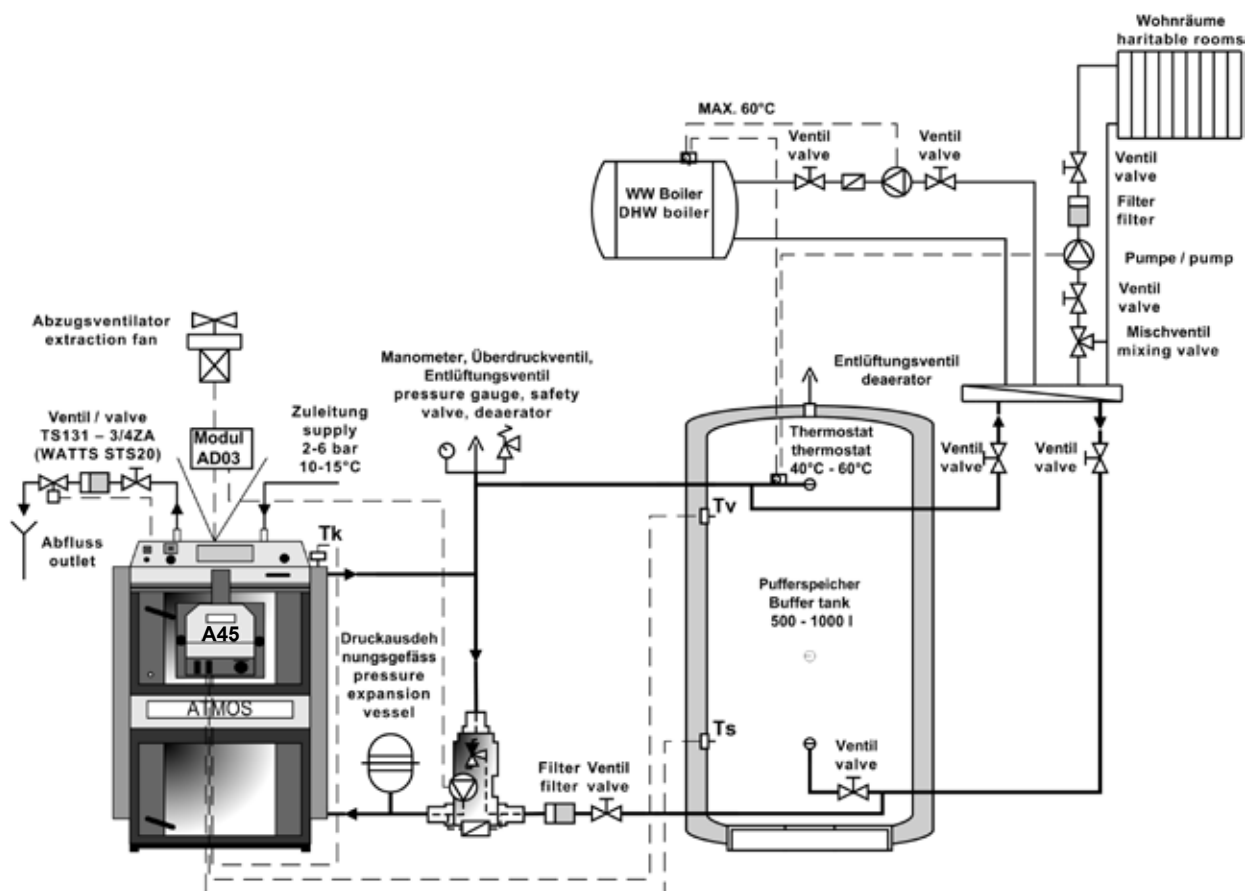 Wohnräume
haritable rooms
MAX. 60°C
Ventil
valve
Ventil
valve
Ventil
valve
WW Boiler
DHW boiler
Filter
filter
Pumpe / pump
Ventil
valve
Mischventil
mixing valve
Abzugsventilator
extraction fan
Manometer, Überdruckventil,
Entlüftungsventil
pressure gauge, safety
valve, deaerator
Entlüftungsventil
deaerator
Ventil / valve
TS131 – 3/4ZA
(WATTS STS20)
Modul
AD03
Zuleitung
supply
2-6 bar
10-15°C
Thermostat
thermostat
40°C - 60°C
Ventil
valve
Ventil
valve
Tv
Abfluss
outlet
Tk
Pufferspeicher
Buffer tank
500 - 1000 l
A45
Druckausdeh
nungsgefäss
pressure
expansion
vessel
ATMOS
Ts
Filter
filter
Ventil
valve
Ventil
valve